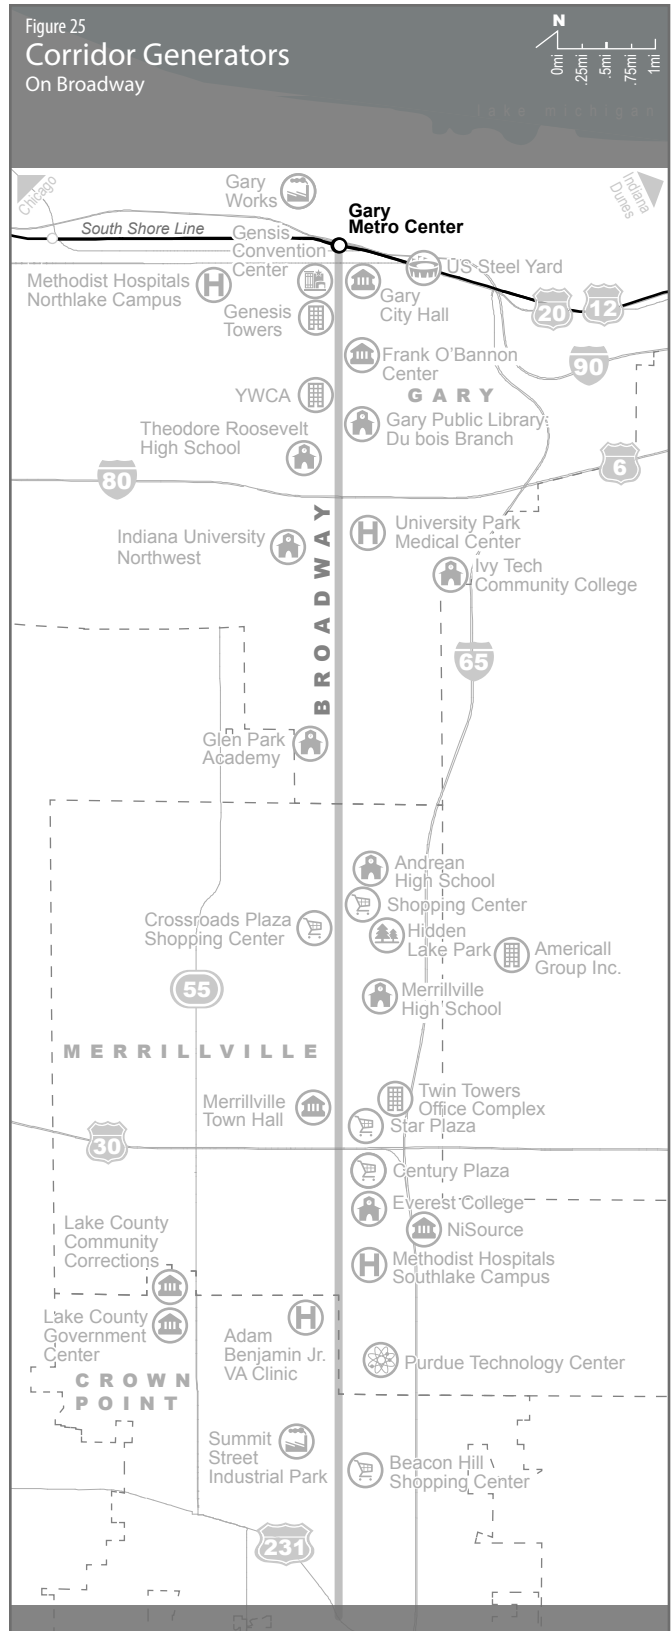 Figure 25
Corridor Generators
On Broadway
N
0mi
.25mi
.5mi
.75mi
1mi
lake michigan
Chicago
Gary
Works
Indiana
Dunes
Gary
Metro Center
South Shore Line
Gensis
Convention
Center
US Steel Yard
Methodist Hospitals
Northlake Campus
Gary
City Hall
20
12
Genesis
Towers
Frank O'Bannon
Center
90
YWCA
GARY
Theodore Roosevelt
High School
Gary Public Library
Du bois Branch
80
6
BROADWAY
Indiana University
Northwest
University Park
Medical Center
Ivy Tech
Community College
65
Glen Park
Academy
Andrean
High School
Shopping Center
Crossroads Plaza
Shopping Center
Hidden
Lake Park
Americall
Group Inc.
55
Merrillville
High School
MERRILLVILLE
Merrillville
Town Hall
Twin Towers
Office Complex
Star Plaza
30
Century Plaza
Everest College
NiSource
Lake County
Community
Corrections
Methodist Hospitals
Southlake Campus
Lake County
Government
Center
Adam
Benjamin Jr.
VA Clinic
Purdue Technology Center
CROWN
POINT
Summit
Street
Industrial Park
Beacon Hill
Shopping Center
231